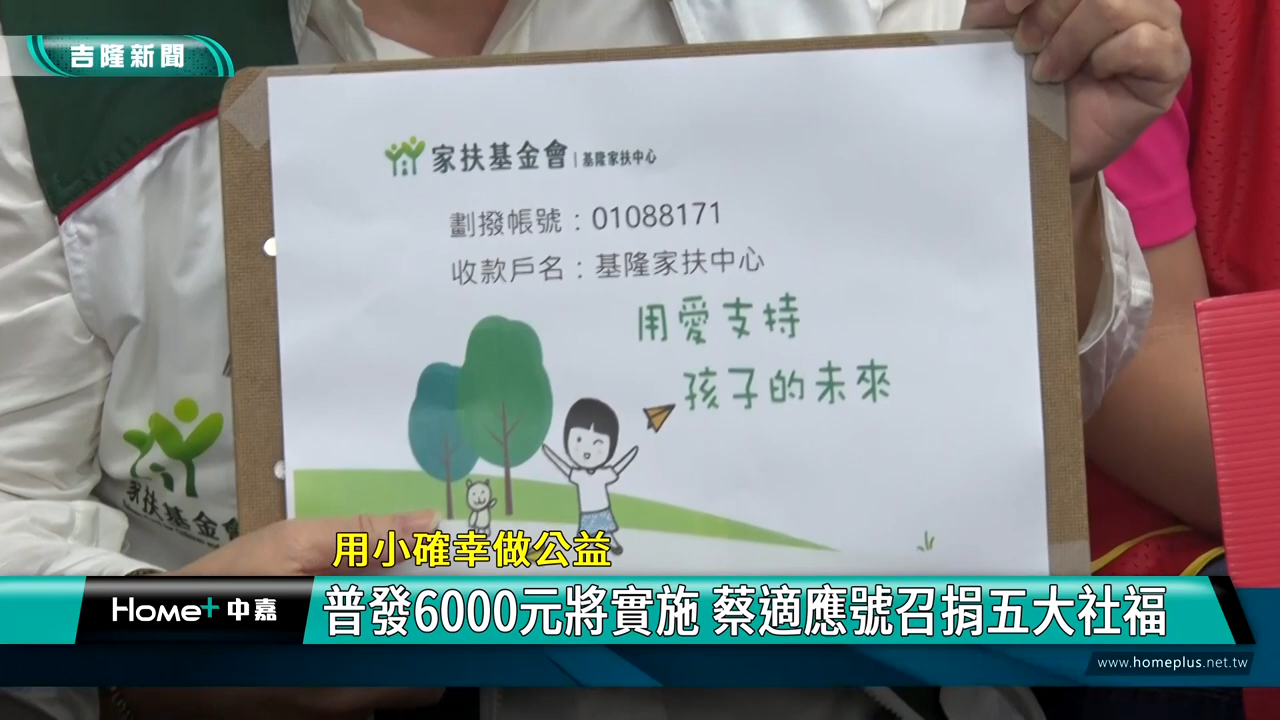 吉隆新聞
家扶基金會 | 基隆家扶中心
劃撥帳號：01088171
收款戶名：基隆家扶中心
用愛支持
孩子的未來
家扶基金會
用小確幸做公益
Home+中嘉
普發6000元將實施 蔡適應號召捐五大社福
www.homeplus.net.tw